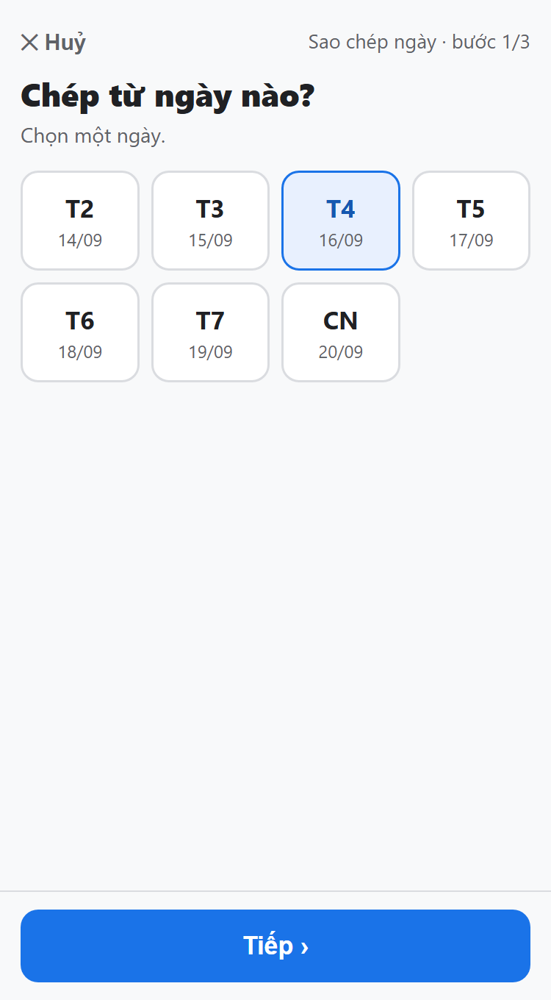 ✕ Huỷ
Sao chép ngày · bước 1/3
Chép từ ngày nào?
Chọn một ngày.
T2 T3 T4 T5
14/09 15/09 16/09 17/09
T6 T7 CN
18/09 19/09 20/09
Tiếp ›